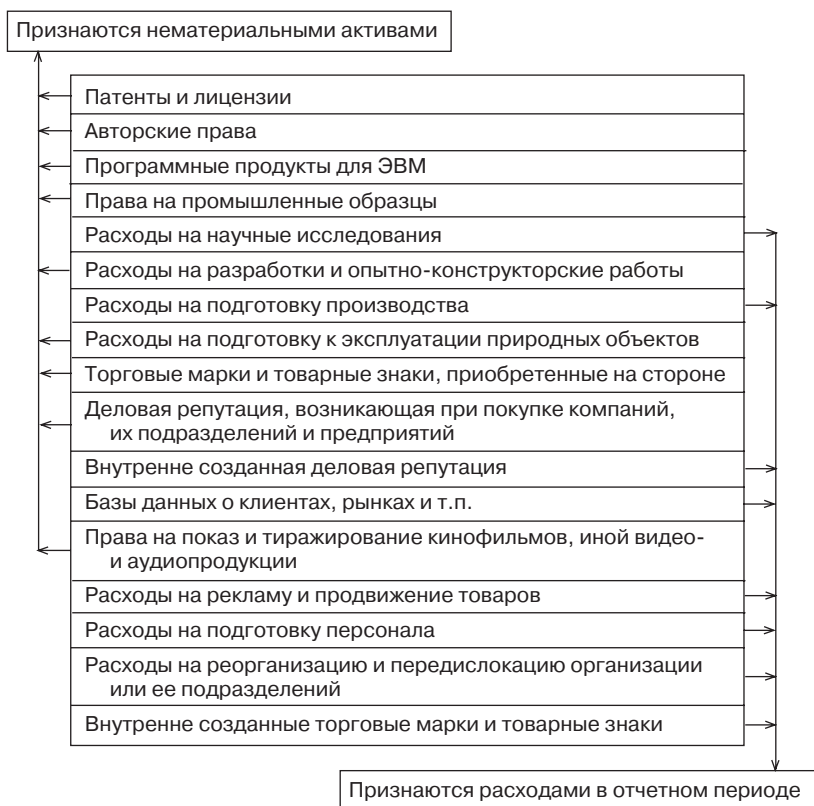 Признаются нематериальными активами
Патенты и лицензии
Авторские права
Программные продукты для ЭВМ
Права на промышленные образцы
Расходы на научные исследования
Расходы на разработки и опытно-конструкторские работы
Расходы на подготовку производства
Расходы на подготовку к эксплуатации природных объектов
Торговые марки и товарные знаки, приобретенные на стороне
Деловая репутация, возникающая при покупке компаний,
их подразделений и предприятий
Внутренне созданная деловая репутация
Базы данных о клиентах, рынках и т.п.
Права на показ и тиражирование кинофильмов, иной видео-
и аудиопродукции
Расходы на рекламу и продвижение товаров
Расходы на подготовку персонала
Расходы на реорганизацию и передислокацию организации
или ее подразделений
Внутренне созданные торговые марки и товарные знаки
Признаются расходами в отчетном периоде